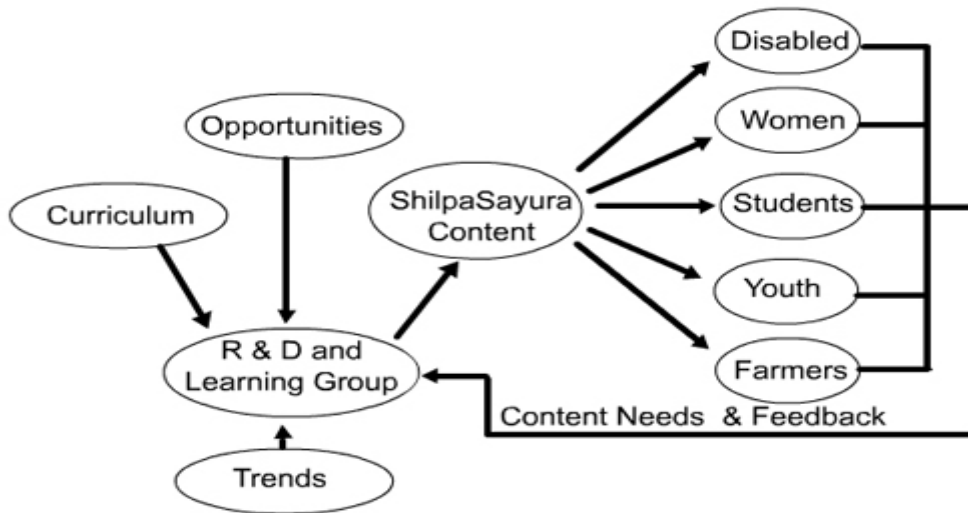 Disabled
Opportunities
Women
Curriculum
ShilpaSayura
Content
Students
Youth
R & D and
Learning Group
Farmers
Content Needs & Feedback
Trends